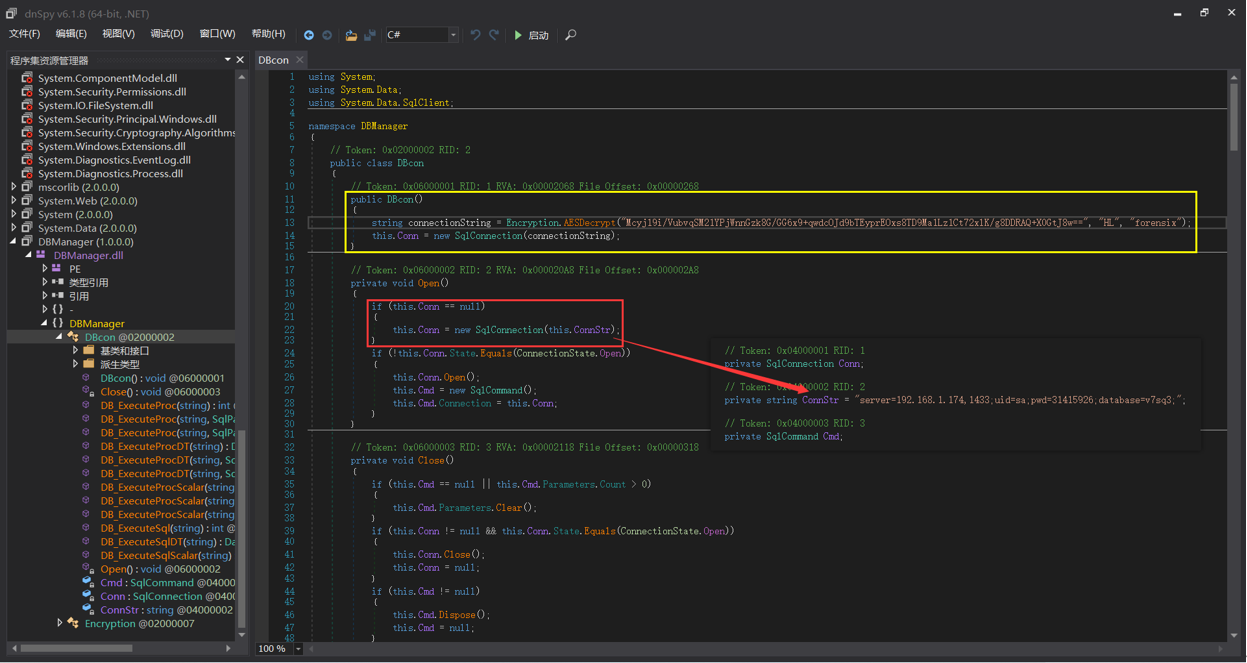 dnSpy v6.1.8 (64-bit, .NET)
文件(F) 编辑(E) 视图(V) 调试(D) 窗口(W) 帮助(H) C# 启动
程序集资源管理器
System.ComponentModel.dll
System.Security.Permissions.dll
System.IO.FileSystem.dll
System.Security.Principal.Windows.dll
System.Security.Cryptography.Algorithms
System.Windows.Extensions.dll
System.Diagnostics.EventLog.dll
System.Diagnostics.Process.dll
mscorlib (2.0.0.0)
System.Web (2.0.0.0)
System (2.0.0.0)
System.Data (2.0.0.0)
DBManager (1.0.0.0)
DBManager.dll
PE
类型引用
引用
{ } -
{ } DBManager
DBcon @02000002
基类和接口
派生类型
DBcon() : void @06000001
Close() : void @06000003
DB_ExecuteProc(string) : int (
DB_ExecuteProc(string, SqlPa
DB_ExecuteProc(string, SqlPa
DB_ExecuteProcDT(string) : D
DB_ExecuteProcDT(string, Sc
DB_ExecuteProcDT(string, Sc
DB_ExecuteProcScalar(string
DB_ExecuteProcScalar(string
DB_ExecuteProcScalar(string
DB_ExecuteSql(string) : int @
DB_ExecuteSqlDT(string) : Da
DB_ExecuteSqlScalar(string)
Open() : void @06000002
Cmd : SqlCommand @0400
Conn : SqlConnection @040
ConnStr : string @04000002
Encryption @02000007
DBcon
1 using System;
2 using System.Data;
3 using System.Data.SqlClient;
4
5 namespace DBManager
6 {
7 // Token: 0x02000002 RID: 2
8 public class DBcon
9 {
10 // Token: 0x06000001 RID: 1 RVA: 0x00002068 File Offset: 0x00000268
11 public DBcon()
12 {
13 string connectionString = Encryption.AESDecrypt("Mcyj19i/VubvqSM21YPjWnnGzk8G/GG6x9+qwdcOJd9bTEyprEOxs8TD9Ma1Lz1Ct72x1K/g8DDRAQ+X0GtJ8w==", "HL", "forensix");
14 this.Conn = new SqlConnection(connectionString);
15 }
16
17 // Token: 0x06000002 RID: 2 RVA: 0x000020A8 File Offset: 0x000002A8
18 private void Open()
19 {
20 if (this.Conn == null)
21 {
22 this.Conn = new SqlConnection(this.ConnStr);
23 }
24 if (!this.Conn.State.Equals(ConnectionState.Open))
25 {
26 this.Conn.Open();
27 this.Cmd = new SqlCommand();
28 this.Cmd.Connection = this.Conn;
29 }
30 }
31
32 // Token: 0x06000003 RID: 3 RVA: 0x00002118 File Offset: 0x00000318
33 private void Close()
34 {
35 if (this.Cmd == null || this.Cmd.Parameters.Count > 0)
36 {
37 this.Cmd.Parameters.Clear();
38 }
39 if (this.Conn != null && this.Conn.State.Equals(ConnectionState.Open))
40 {
41 this.Conn.Close();
42 this.Conn = null;
43 }
44 if (this.Cmd != null)
45 {
46 this.Cmd.Dispose();
47 this.Cmd = null;
48 }
// Token: 0x04000001 RID: 1
private SqlConnection Conn;
// Token: 0x04000002 RID: 2
private string ConnStr = "server=192.168.1.174,1433;uid=sa;pwd=31415926;database=v7sq3;";
// Token: 0x04000003 RID: 3
private SqlCommand Cmd;
100 %